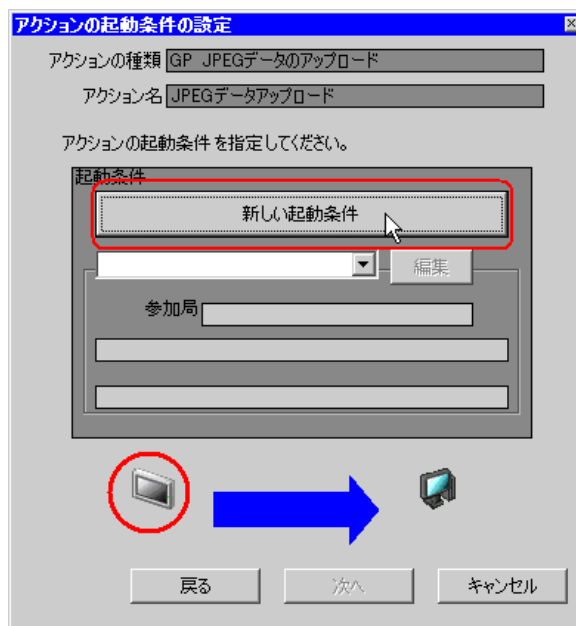 アクションの起動条件の設定
アクションの種類 GP JPEGデータのアップロード
アクション名 JPEGデータアップロード
アクションの起動条件を指定してください。
起動条件
新しい起動条件
編集
参加局
戻る 次へ キャンセル